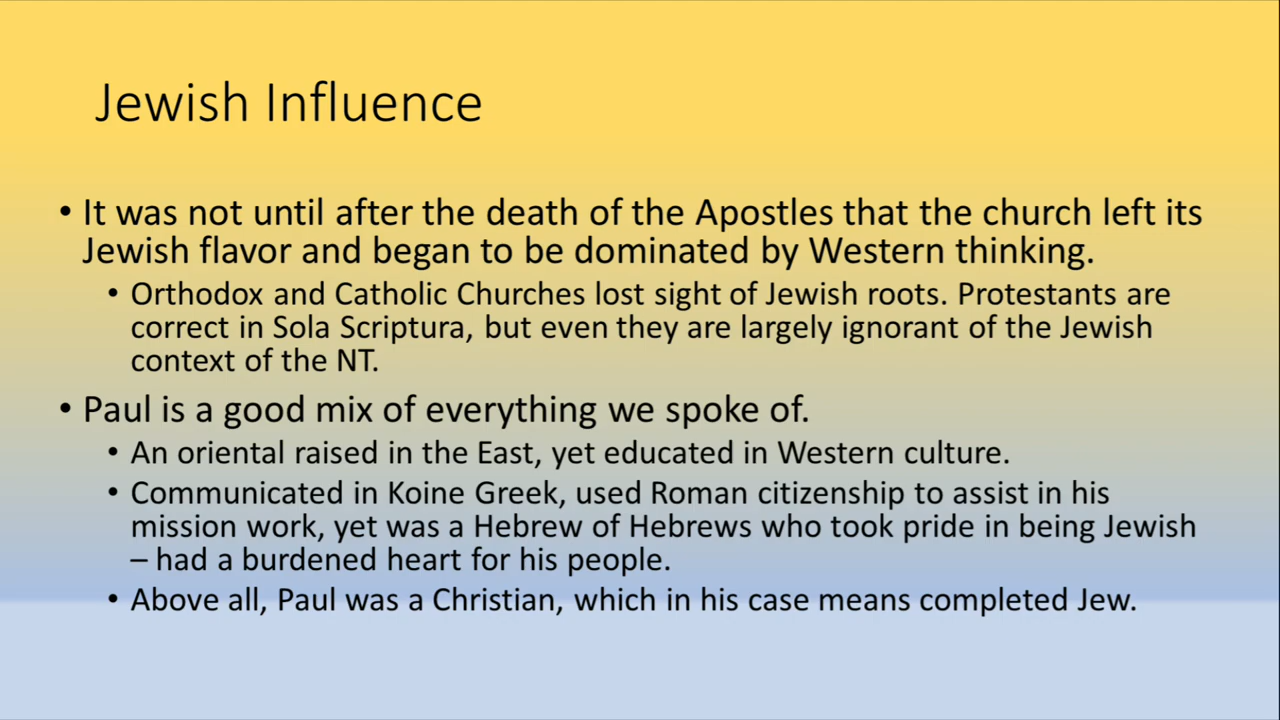 Jewish Influence
• It was not until after the death of the Apostles that the church left its
Jewish flavor and began to be dominated by Western thinking.
• Orthodox and Catholic Churches lost sight of Jewish roots. Protestants are
correct in Sola Scriptura, but even they are largely ignorant of the Jewish
context of the NT.
• Paul is a good mix of everything we spoke of.
• An oriental raised in the East, yet educated in Western culture.
• Communicated in Koine Greek, used Roman citizenship to assist in his
mission work, yet was a Hebrew of Hebrews who took pride in being Jewish
– had a burdened heart for his people.
• Above all, Paul was a Christian, which in his case means completed Jew.